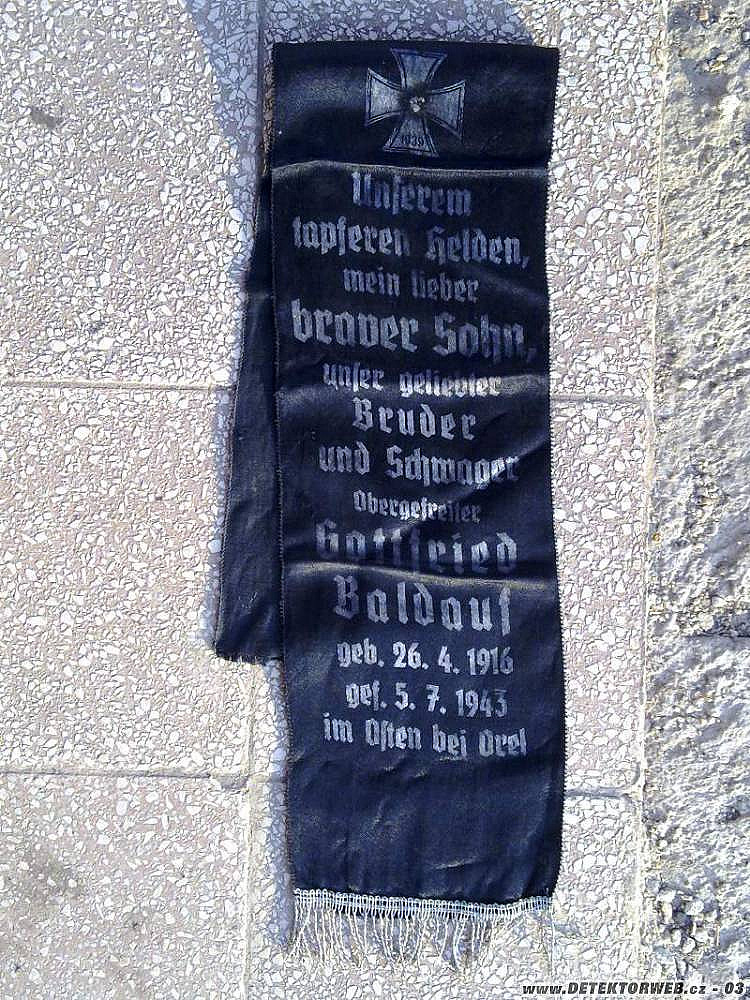 1939
Unserem
tapferen Helden,
mein lieber
braver Sohn,
unser geliebter
Bruder
und Schwager
Obergefreiter
Gottfried
Baldauf
geb. 26. 4. 1916
gef. 5. 7. 1943
im Osten bei Orel
www.DETEKTORWEB.cz - 03